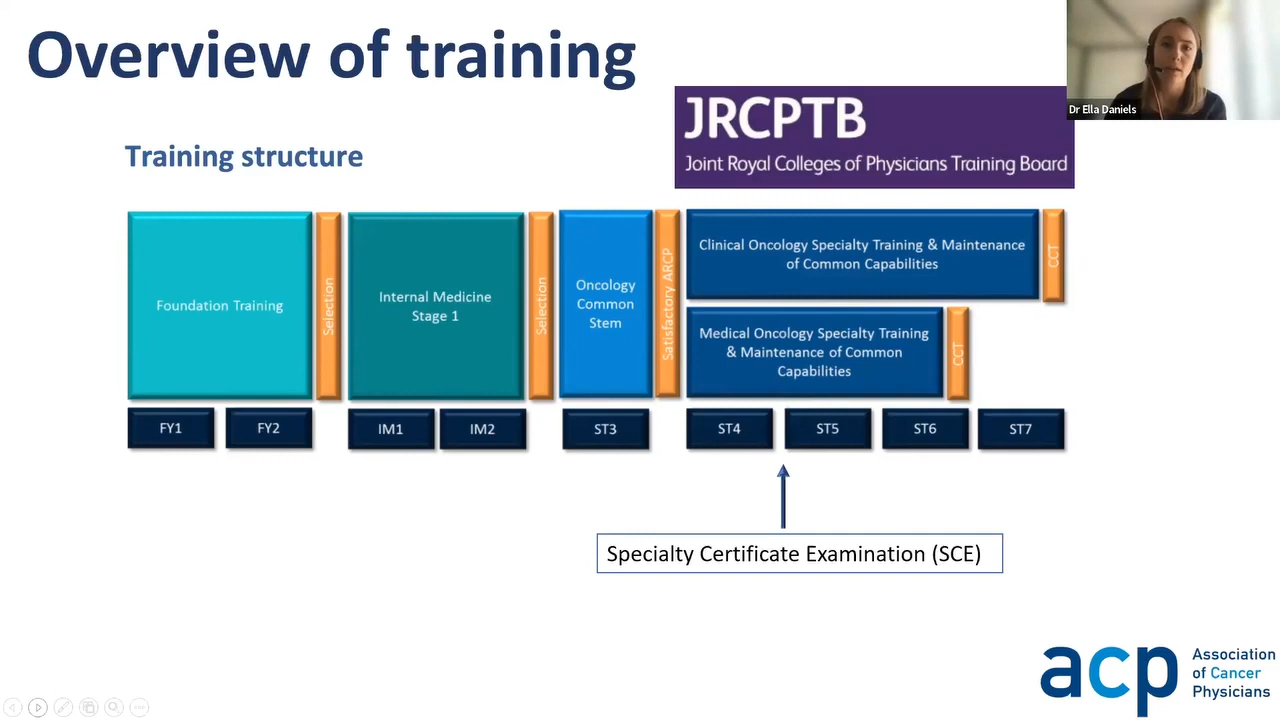 Overview of training
Dr Ella Daniels
JRCPTB
Joint Royal Colleges of Physicians Training Board
Training structure
Foundation Training
Selection
Internal Medicine
Stage 1
Selection
Oncology
Common
Stem
Satisfactory ARCP
Clinical Oncology Specialty Training & Maintenance
of Common Capabilities
CCT
Medical Oncology Specialty Training
& Maintenance of Common
Capabilities
CCT
FY1
FY2
IM1
IM2
ST3
ST4
ST5
ST6
ST7
Specialty Certificate Examination (SCE)
acp
Association
of Cancer
Physicians